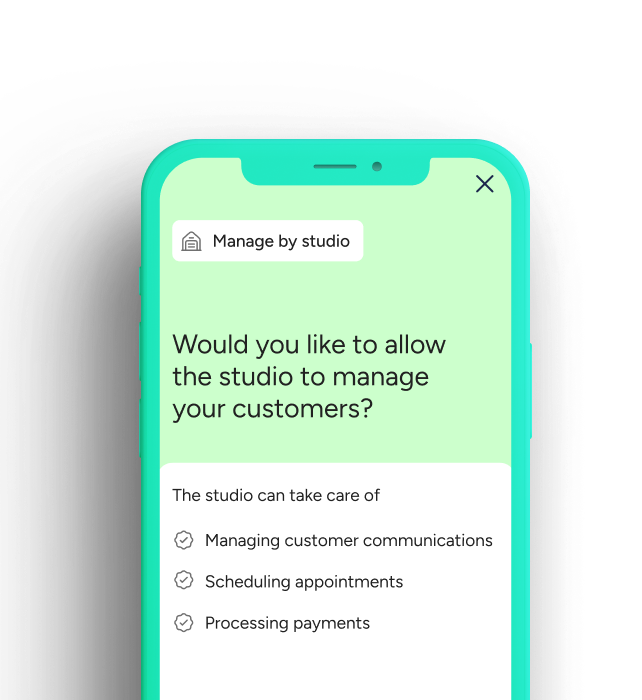 Manage by studio
Would you like to allow
the studio to manage
your customers?
The studio can take care of
Managing customer communications
Scheduling appointments
Processing payments